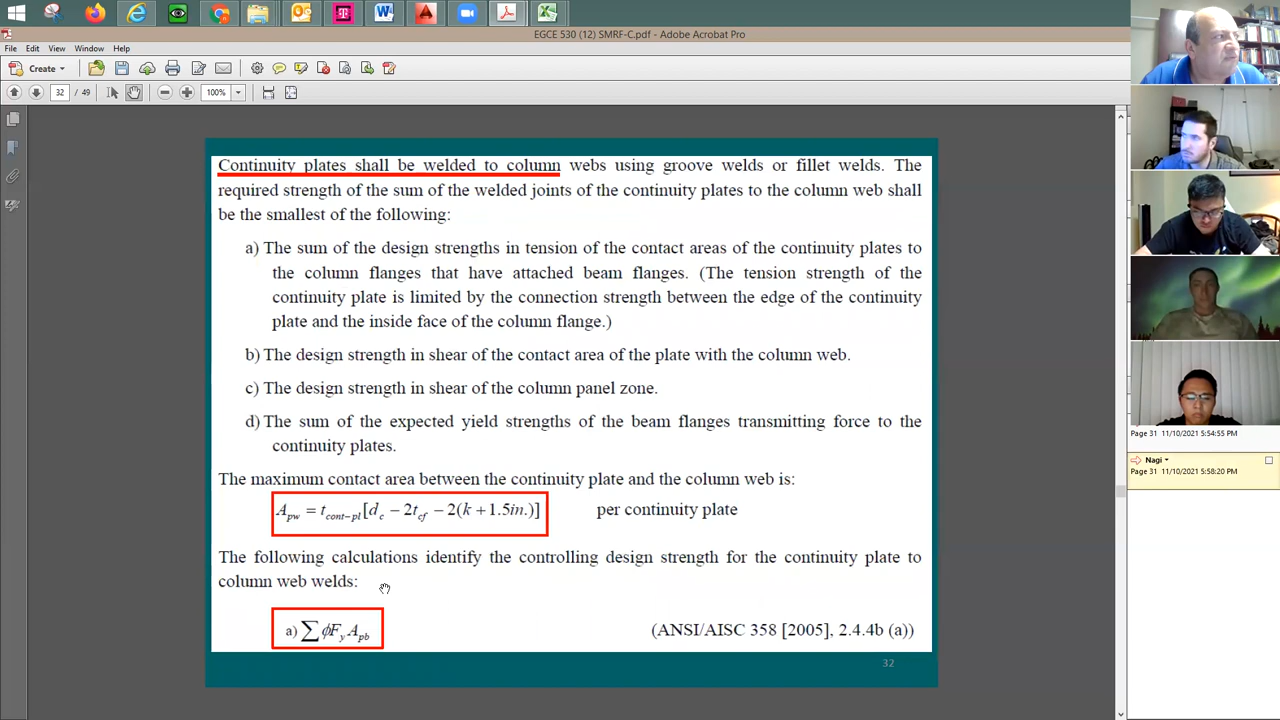 EGCE 530 (12) SMRF-C.pdf - Adobe Acrobat Pro
File Edit View Window Help
Create
32 / 49 100%
Continuity plates shall be welded to column webs using groove welds or fillet welds. The
required strength of the sum of the welded joints of the continuity plates to the column web shall
be the smallest of the following:
a) The sum of the design strengths in tension of the contact areas of the continuity plates to
the column flanges that have attached beam flanges. (The tension strength of the
continuity plate is limited by the connection strength between the edge of the continuity
plate and the inside face of the column flange.)
b) The design strength in shear of the contact area of the plate with the column web.
c) The design strength in shear of the column panel zone.
d) The sum of the expected yield strengths of the beam flanges transmitting force to the
continuity plates.
The maximum contact area between the continuity plate and the column web is:
A_pw = t_cont-pl[d_c - 2t_cf - 2(k + 1.5in.)] per continuity plate
The following calculations identify the controlling design strength for the continuity plate to
column web welds:
a) ∑ϕF_y A_pb (ANSI/AISC 358 [2005], 2.4.4b (a))
32
Page 31 11/10/2021 5:54:55 PM
Nagi
Page 31 11/10/2021 5:58:20 PM